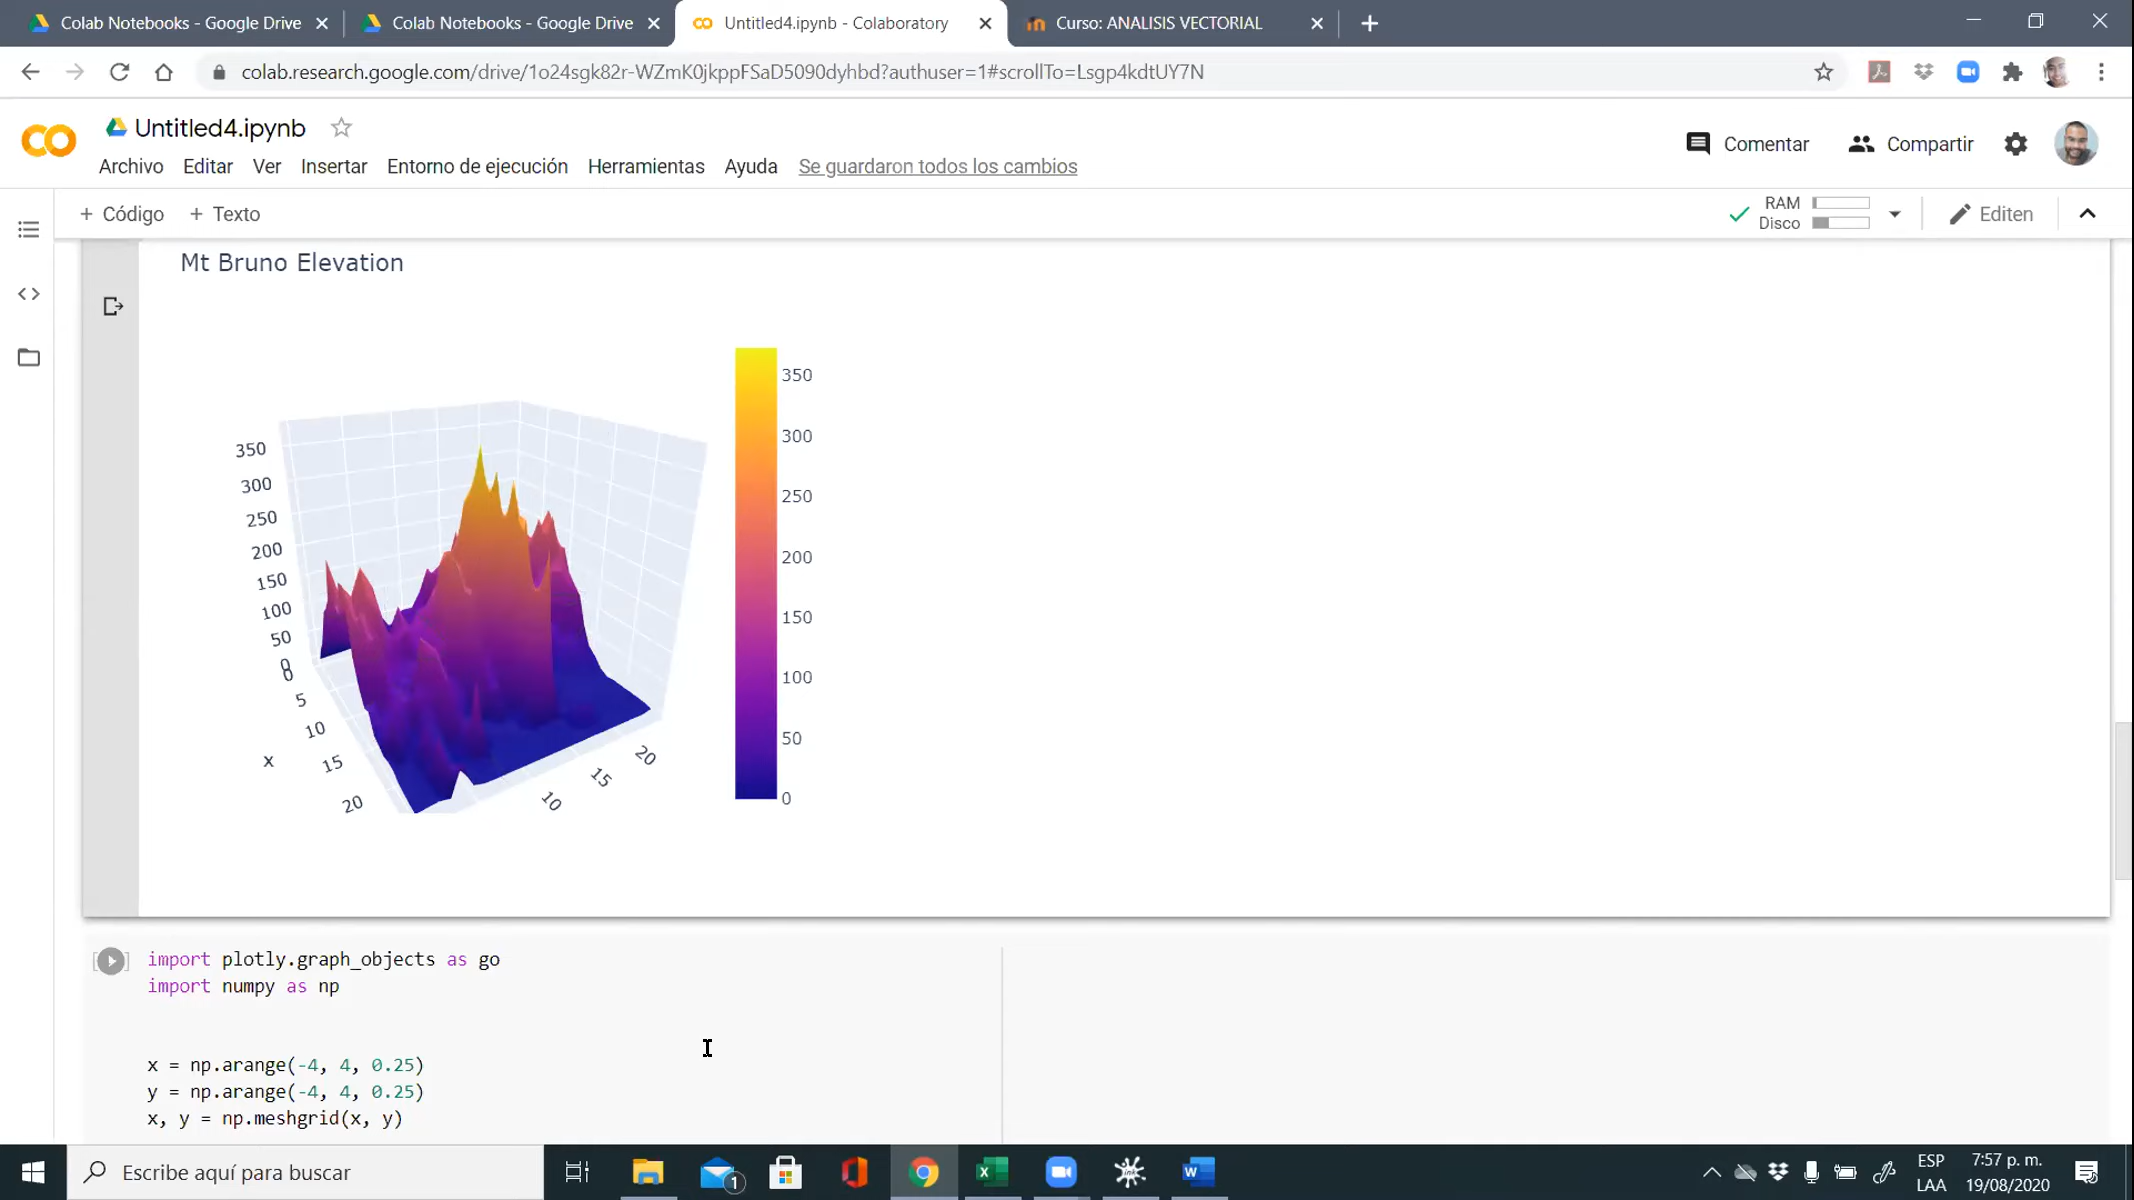 Colab Notebooks - Google Drive
Colab Notebooks - Google Drive
Untitled4.ipynb - Colaboratory
Curso: ANALISIS VECTORIAL
colab.research.google.com/drive/1o24sgk82r-WZmK0jkppFSaD5090dyhbd?authuser=1#scrollTo=Lsgp4kdtUY7N
Untitled4.ipynb
Comentar
Compartir
Archivo Editar Ver Insertar Entorno de ejecución Herramientas Ayuda Se guardaron todos los cambios
+ Código + Texto
RAM
Disco
Editen
Mt Bruno Elevation
350
300
250
200
150
100
50
0
0
5
10
15
20
x
10
15
20
350
300
250
200
150
100
50
0
import plotly.graph_objects as go
import numpy as np
x = np.arange(-4, 4, 0.25)
y = np.arange(-4, 4, 0.25)
x, y = np.meshgrid(x, y)
Escribe aquí para buscar
1
ESP
LAA
7:57 p. m.
19/08/2020